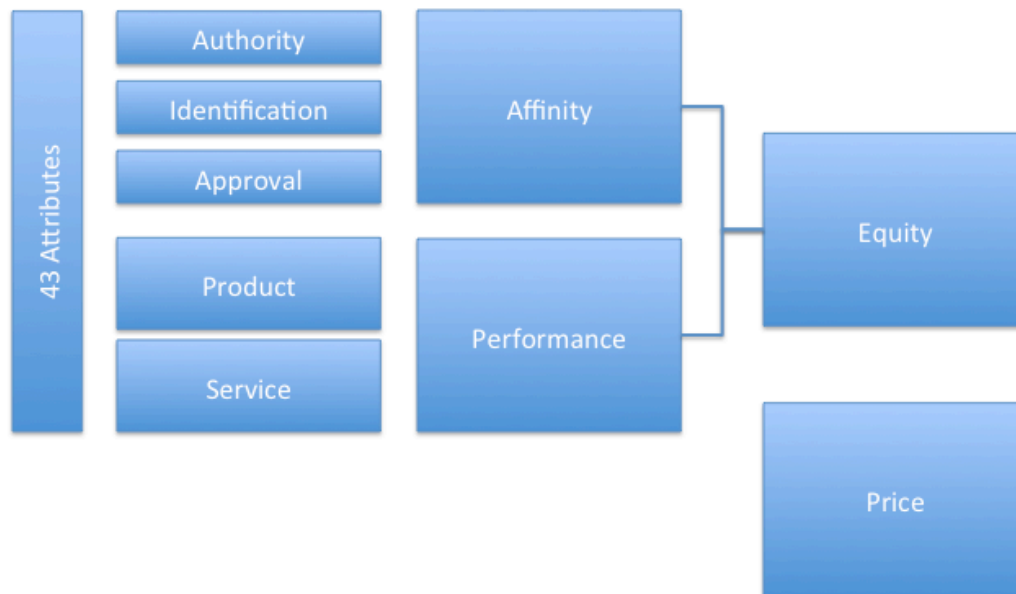 43 Attributes
Authority
Identification
Approval
Product
Service
Affinity
Performance
Equity
Price